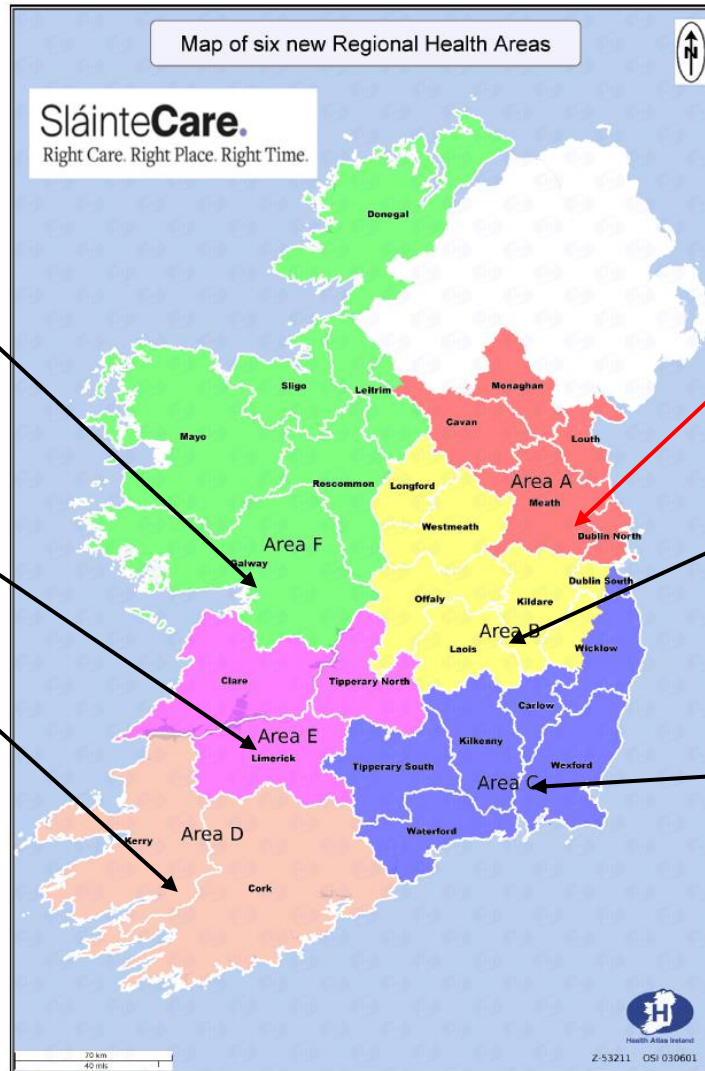 Map of six new Regional Health Areas
N
SláinteCare.
Right Care. Right Place. Right Time.
Donegal
Monaghan
Sligo
Leitrim
Cavan
Louth
Mayo
Roscommon
Longford
Area A
Meath
Westmeath
Dublin North
Area F
Galway
Dublin South
Offaly
Kildare
Area B
Laois
Wicklow
Clare
Tipperary North
Carlow
Area E
Kilkenny
Limerick
Tipperary South
Wexford
Area C
Waterford
Area D
Kerry
Cork
H
Health Atlas Ireland
70 km
40 mls
Z-53211 OSI 030601